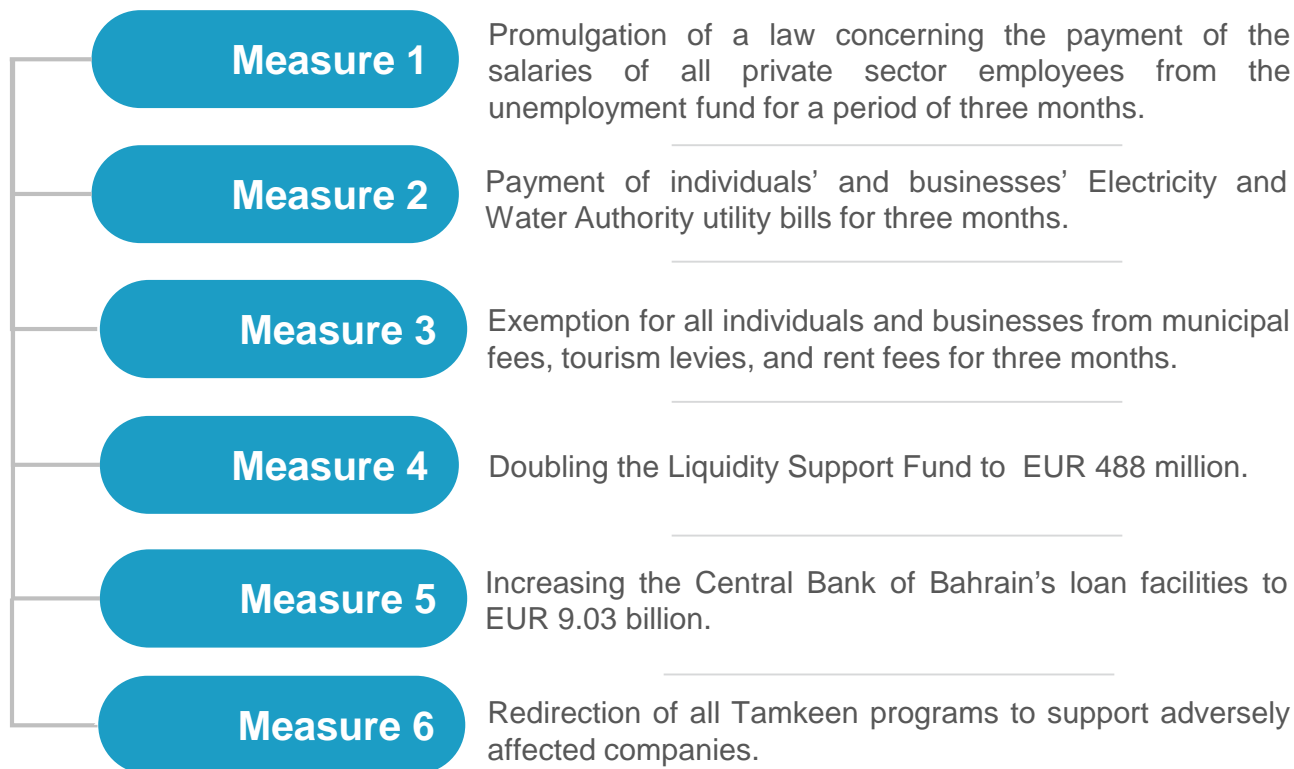 Measure 1
Promulgation of a law concerning the payment of the
salaries of all private sector employees from the
unemployment fund for a period of three months.
Measure 2
Payment of individuals’ and businesses’ Electricity and
Water Authority utility bills for three months.
Measure 3
Exemption for all individuals and businesses from municipal
fees, tourism levies, and rent fees for three months.
Measure 4
Doubling the Liquidity Support Fund to EUR 488 million.
Measure 5
Increasing the Central Bank of Bahrain’s loan facilities to
EUR 9.03 billion.
Measure 6
Redirection of all Tamkeen programs to support adversely
affected companies.